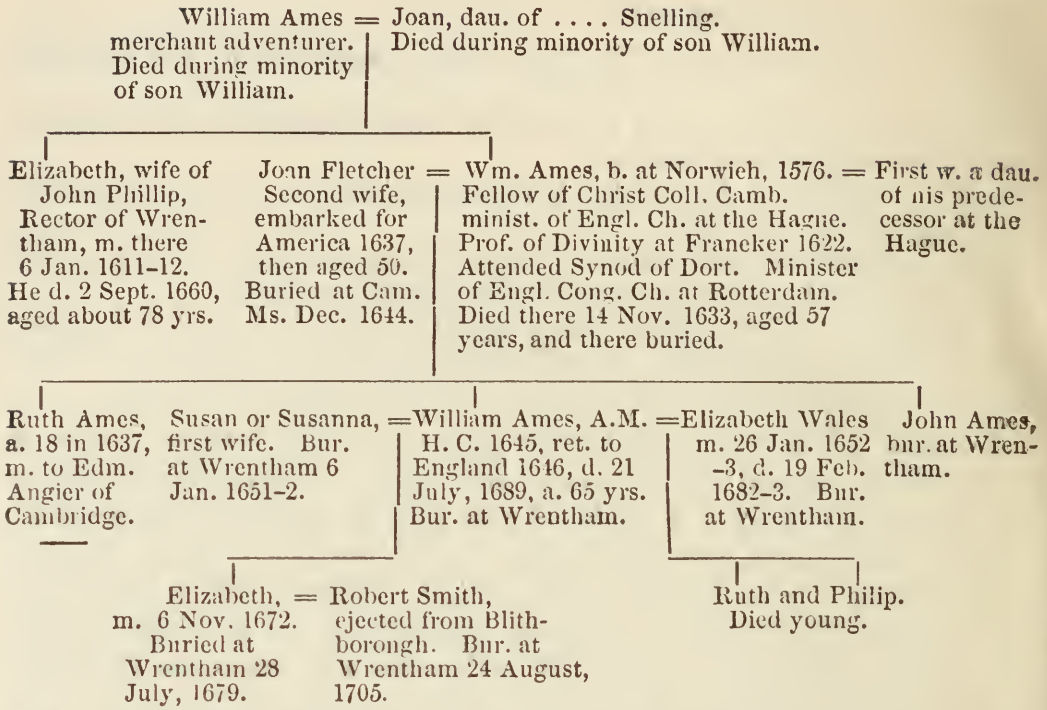 William Ames = Joan, dau. of .... Snelling.
merchant adventurer. Died during minority of son William.
Died during minority
of son William.
Elizabeth, wife of
John Phillip,
Rector of Wren-
tham, m. there
6 Jan. 1611-12.
He d. 2 Sept. 1660,
aged about 78 yrs.
Joan Fletcher =
Second wife,
embarked for
America 1637,
then aged 50.
Buried at Cam.
Ms. Dec. 1644.
Wm. Ames, b. at Norwich, 1576. =
Fellow of Christ Coll. Camb.
minist. of Engl. Ch. at the Hague.
Prof. of Divinity at Francker 1622.
Attended Synod of Dort. Minister
of Engl. Cong. Ch. at Rotterdam.
Died there 14 Nov. 1633, aged 57
years, and there buried.
First w. a dau.
of his prede-
cessor at the
Hague.
Ruth Ames,
a. 18 in 1637,
m. to Edm.
Angier of
Cambridge.
Susan or Susanna,
first wife. Bur.
at Wrentham 6
Jan. 1651-2.
=William Ames, A.M. =
H. C. 1645, ret. to
England 1646, d. 21
July, 1689, a. 65 yrs.
Bur. at Wrentham.
Elizabeth Wales
m. 26 Jan. 1652
-3, d. 19 Feb.
1682-3. Bur.
at Wrentham.
John Ames,
bur. at Wren-
tham.
Elizabeth, =
m. 6 Nov. 1672.
Buried at
Wrentham 28
July, 1679.
Robert Smith,
ejected from Blith-
borongh. Bur. at
Wrentham 24 August,
1705.
Ruth and Philip.
Died young.